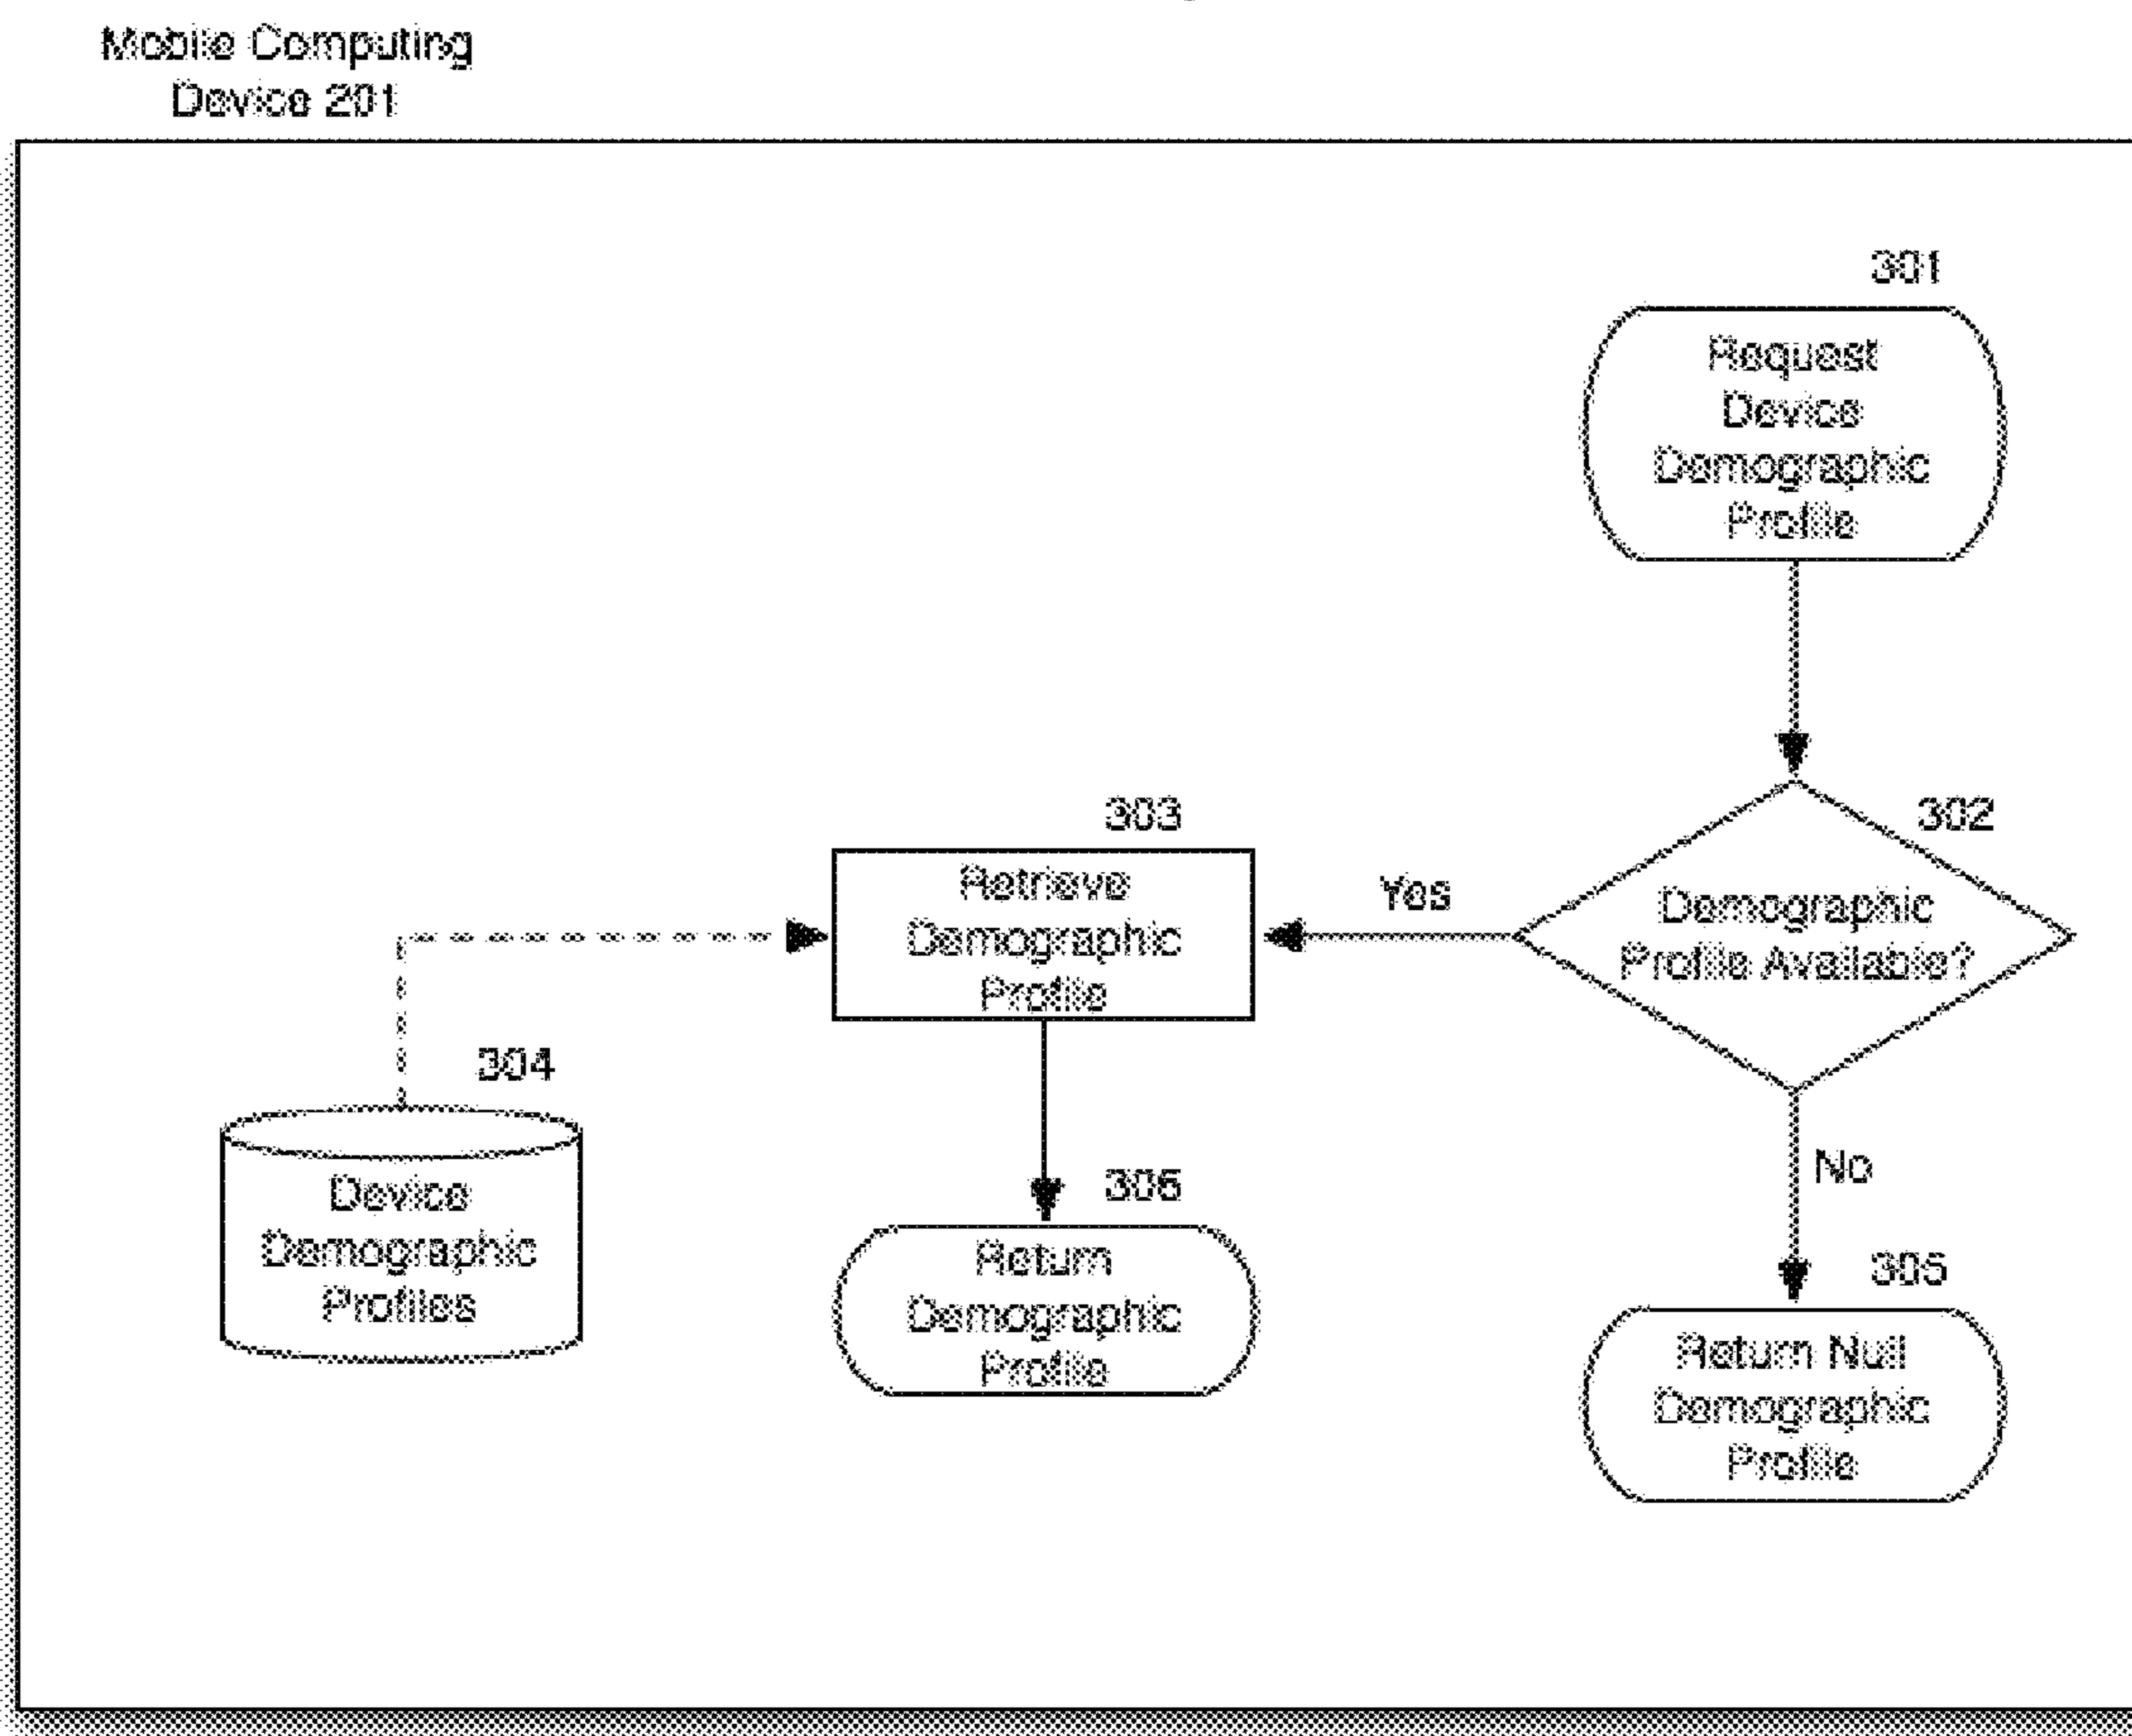 Mobile Computing
Device 201
301
Request
Device
Demographic
Profile
302
Demographic
Profile Available?
Yes
303
Retrieve
Demographic
Profile
304
Device
Demographic
Profiles
306
Return
Demographic
Profile
No
305
Return Null
Demographic
Profile